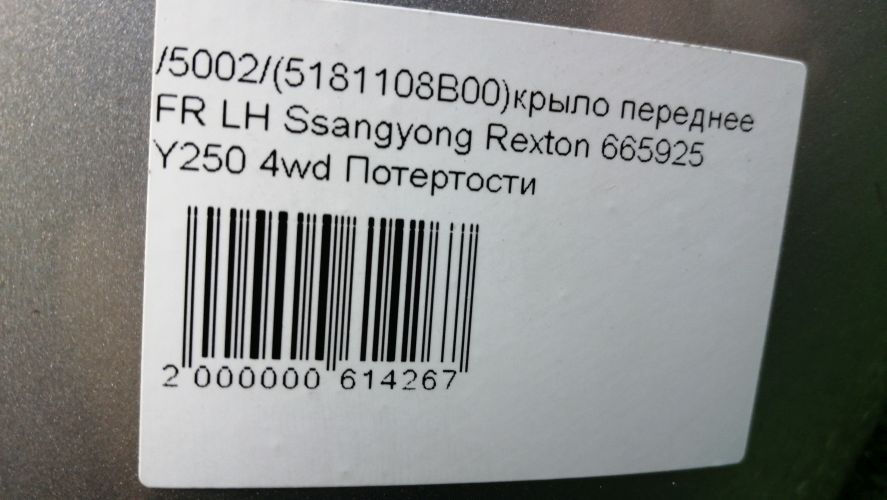 /5002/(5181108B00)крыло переднее
FR LH Ssangyong Rexton 665925
Y250 4wd Потертости
2 000000 614267